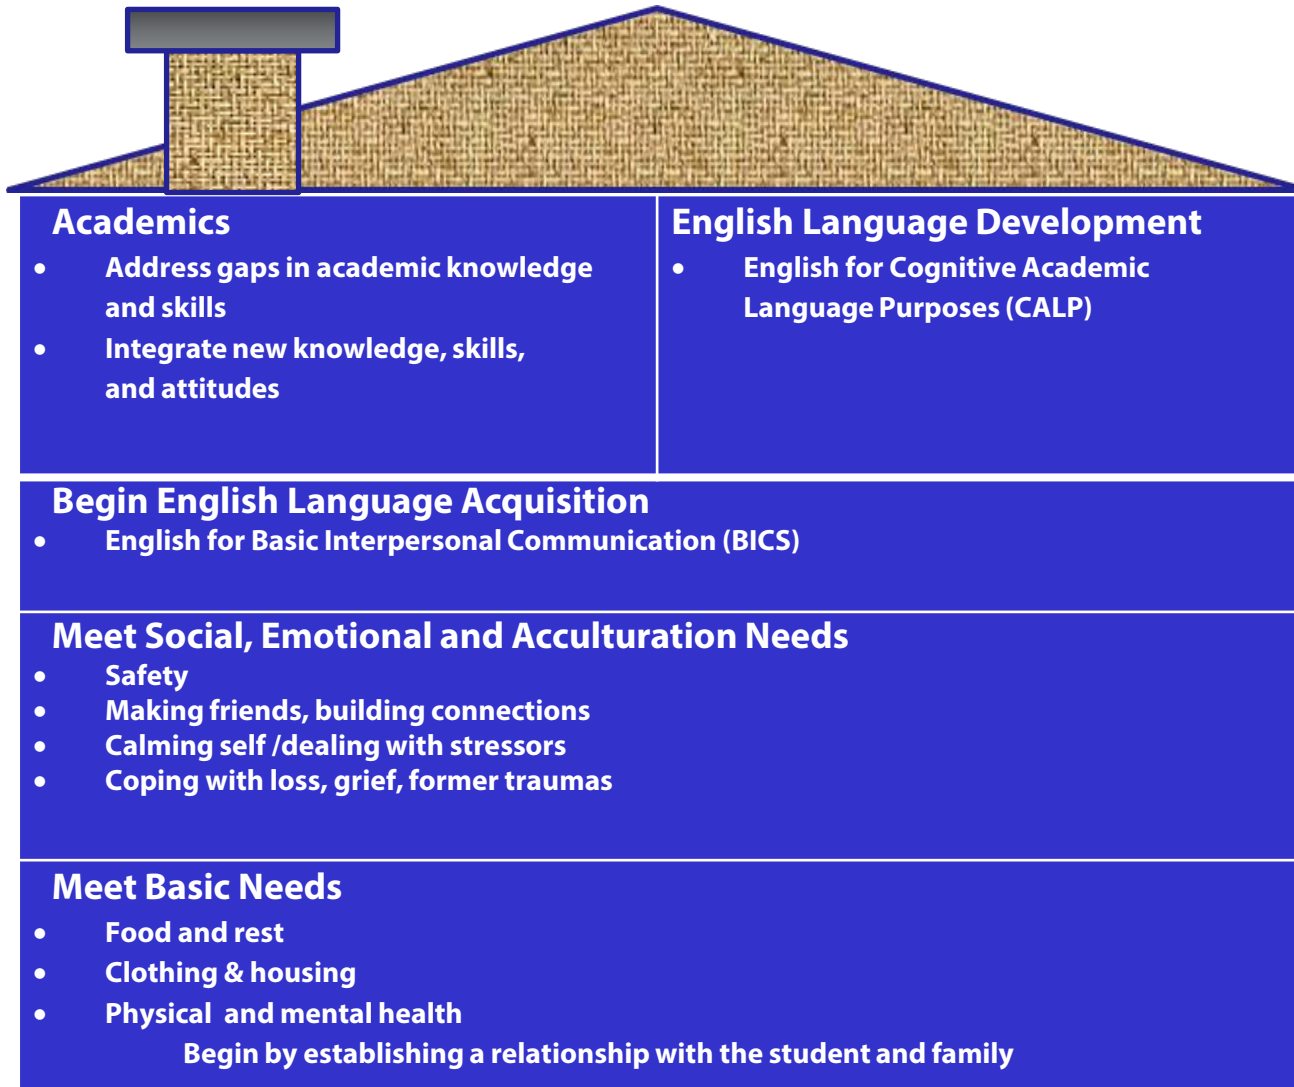 Academics
• Address gaps in academic knowledge
and skills
• Integrate new knowledge, skills,
and attitudes
English Language Development
• English for Cognitive Academic
Language Purposes (CALP)
Begin English Language Acquisition
• English for Basic Interpersonal Communication (BICS)
Meet Social, Emotional and Acculturation Needs
• Safety
• Making friends, building connections
• Calming self /dealing with stressors
• Coping with loss, grief, former traumas
Meet Basic Needs
• Food and rest
• Clothing & housing
• Physical  and mental health
Begin by establishing a relationship with the student and family